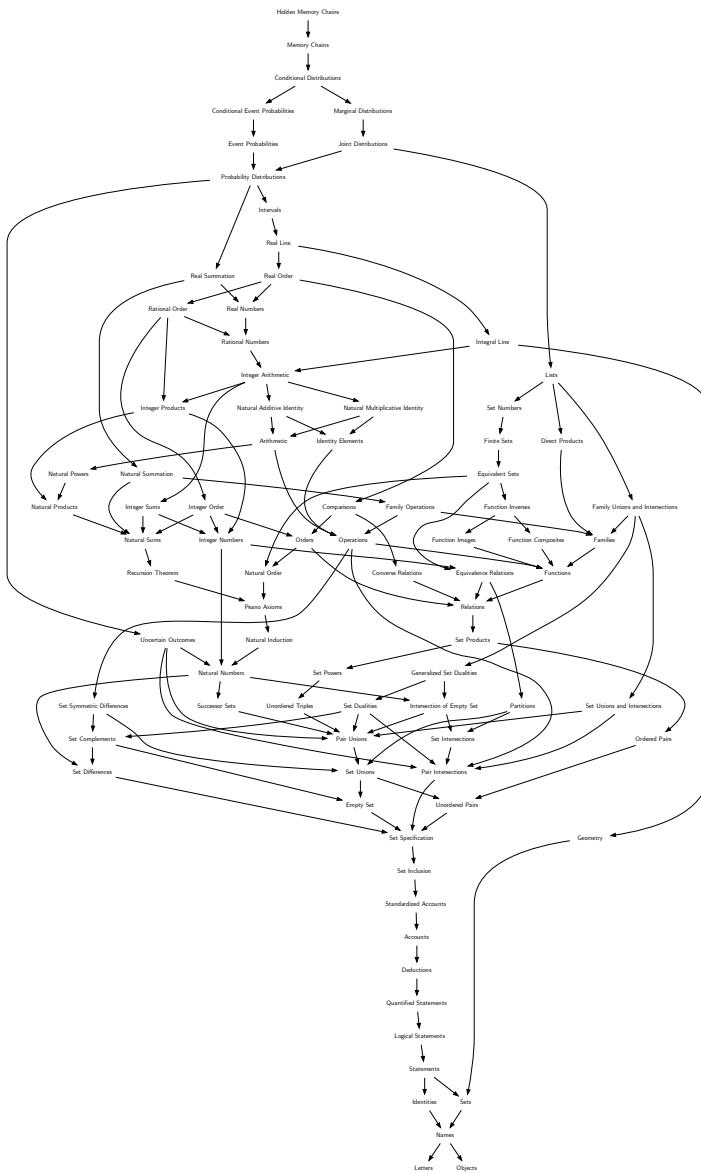 Hidden Memory Chains
Memory Chains
Conditional Distributions
Conditional Event Probabilities
Marginal Distributions
Event Probabilities
Joint Distributions
Probability Distributions
Intervals
Real Line
Real Summation
Real Order
Rational Order
Real Numbers
Rational Numbers
Integral Line
Integer Arithmetic
Lists
Integer Products
Natural Additive Identity
Natural Multiplicative Identity
Set Numbers
Arithmetic
Identity Elements
Finite Sets
Direct Products
Natural Powers
Natural Summation
Equivalent Sets
Natural Products
Integer Sums
Integer Order
Comparisons
Family Operations
Function Inverses
Family Unions and Intersections
Natural Sums
Integer Numbers
Orders
Operations
Function Images
Function Composites
Families
Recursion Theorem
Natural Order
Converse Relations
Equivalence Relations
Functions
Peano Axioms
Relations
Uncertain Outcomes
Natural Induction
Set Products
Natural Numbers
Set Powers
Generalized Set Dualities
Set Symmetric Differences
Successor Sets
Unordered Triples
Set Dualities
Intersection of Empty Set
Partitions
Set Unions and Intersections
Set Complements
Pair Unions
Set Intersections
Ordered Pairs
Set Differences
Set Unions
Pair Intersections
Empty Set
Unordered Pairs
Set Specification
Geometry
Set Inclusion
Standardized Accounts
Accounts
Deductions
Quantified Statements
Logical Statements
Statements
Identities
Sets
Names
Letters
Objects